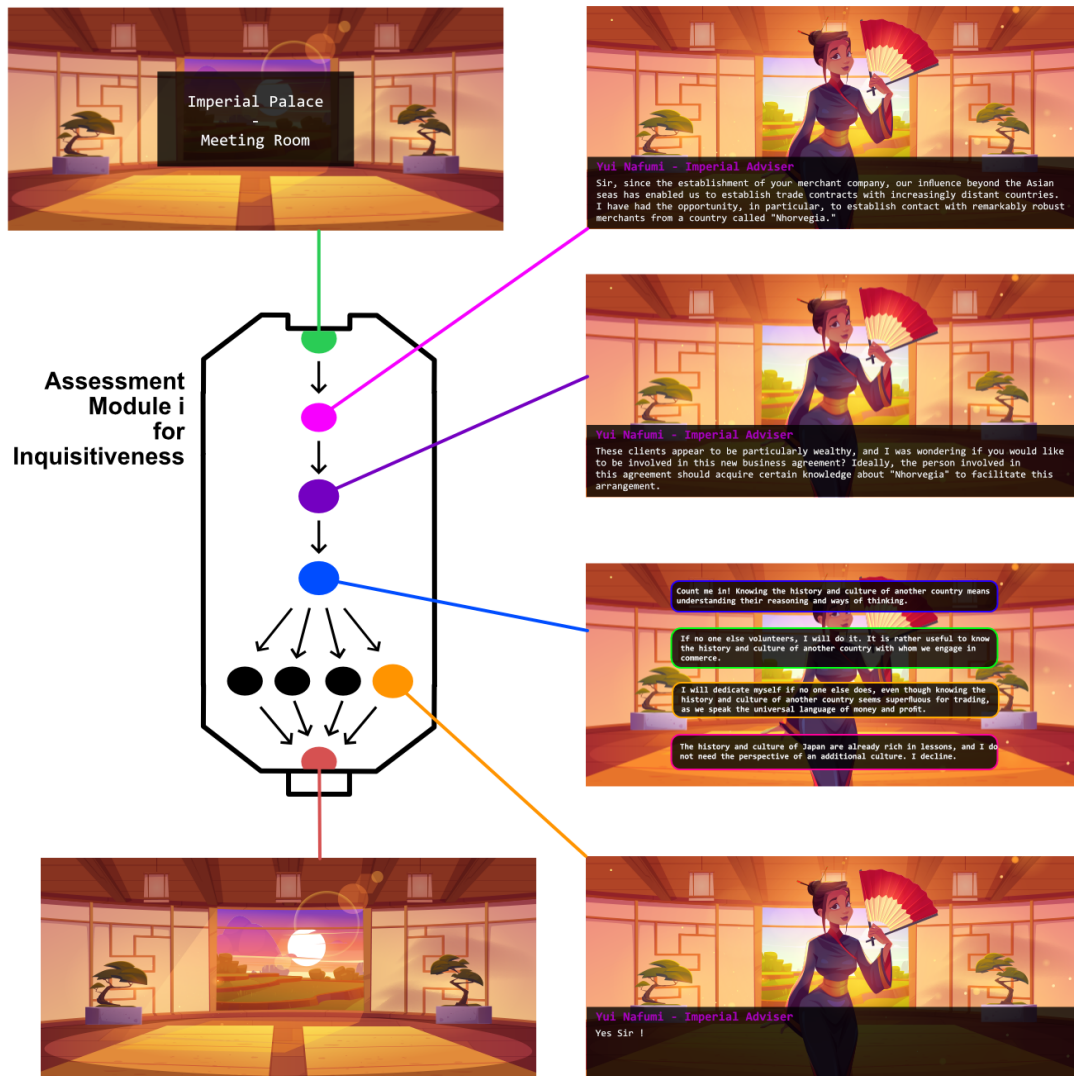 Imperial Palace
-
Meeting Room
Yui Nafumi - Imperial Adviser
Sir, since the establishment of your merchant company, our influence beyond the Asian
seas has enabled us to establish trade contracts with increasingly distant countries.
I have had the opportunity, in particular, to establish contact with remarkably robust
merchants from a country called "Nhorvegia."
Assessment
Module i
for
Inquisitiveness
Yui Nafumi - Imperial Adviser
These clients appear to be particularly wealthy, and I was wondering if you would like
to be involved in this new business agreement? Ideally, the person involved in
this agreement should acquire certain knowledge about "Nhorvegia" to facilitate this
arrangement.
Count me in! Knowing the history and culture of another country means
understanding their reasoning and ways of thinking.
If no one else volunteers, I will do it. It is rather useful to know
the history and culture of another country with whom we engage in
commerce.
I will dedicate myself if no one else does, even though knowing the
history and culture of another country seems superfluous for trading,
as we speak the universal language of money and profit.
The history and culture of Japan are already rich in lessons, and I do
not need the perspective of an additional culture. I decline.
Yui Nafumi - Imperial Adviser
Yes Sir !